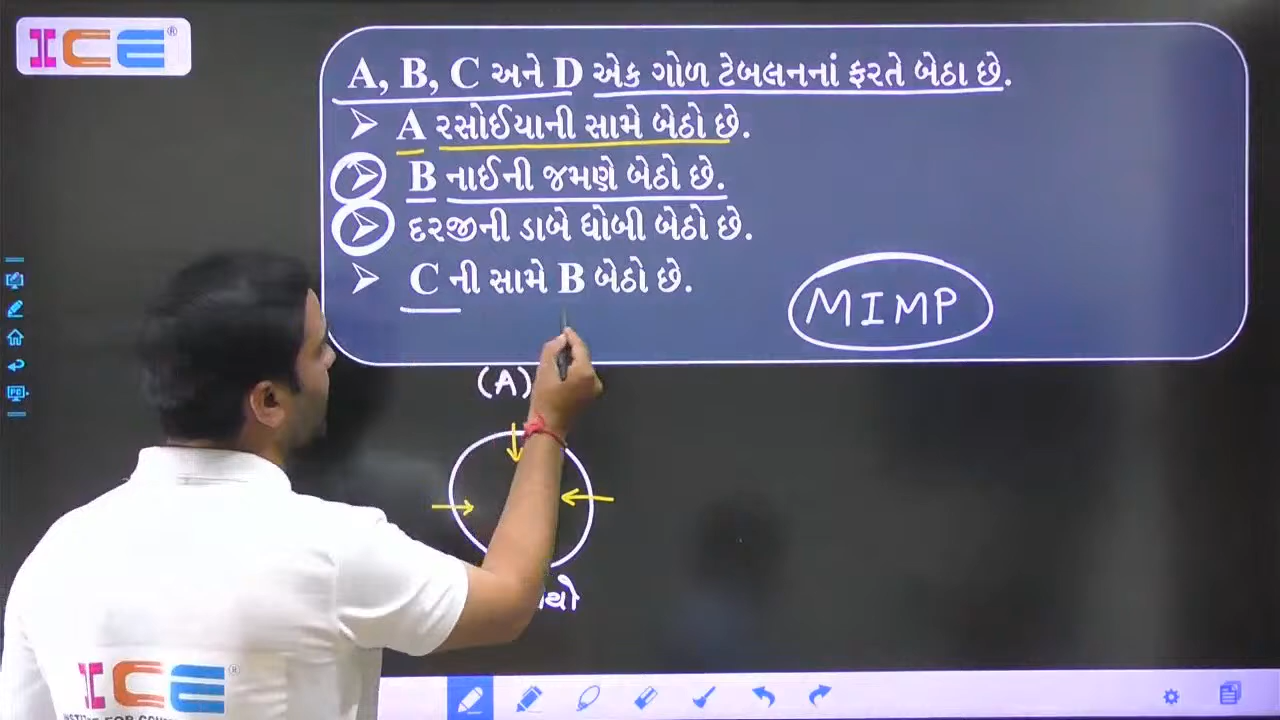 ICE®
A, B, C અને D એક ગોળ ટેબલનનાં ફરતે બેઠા છે.
➤ A રસોઈયાની સામે બેઠો છે.
➤ B નાઈની જમણે બેઠો છે.
➤ દરજીની ડાબે ધોબી બેઠો છે.
➤ C ની સામે B બેઠો છે.
MIMP
(A)
ICE®